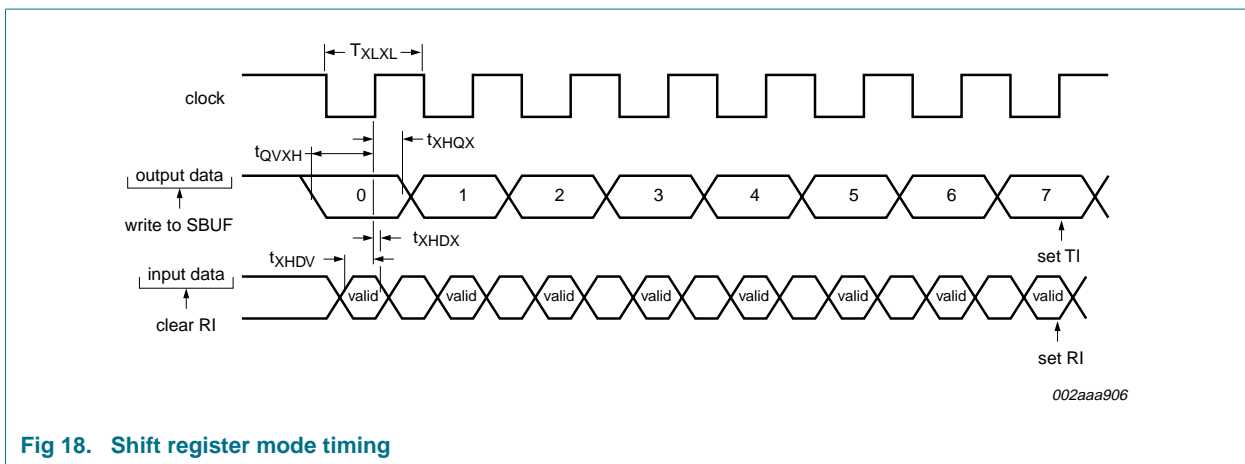 TXLXL
clock
tXHQX
tQVXH
output data
0 1 2 3 4 5 6 7
write to SBUF
tXHDX
set TI
tXHDV
input data
valid valid valid valid valid valid valid valid
clear RI
set RI
002aaa906
Fig 18. Shift register mode timing